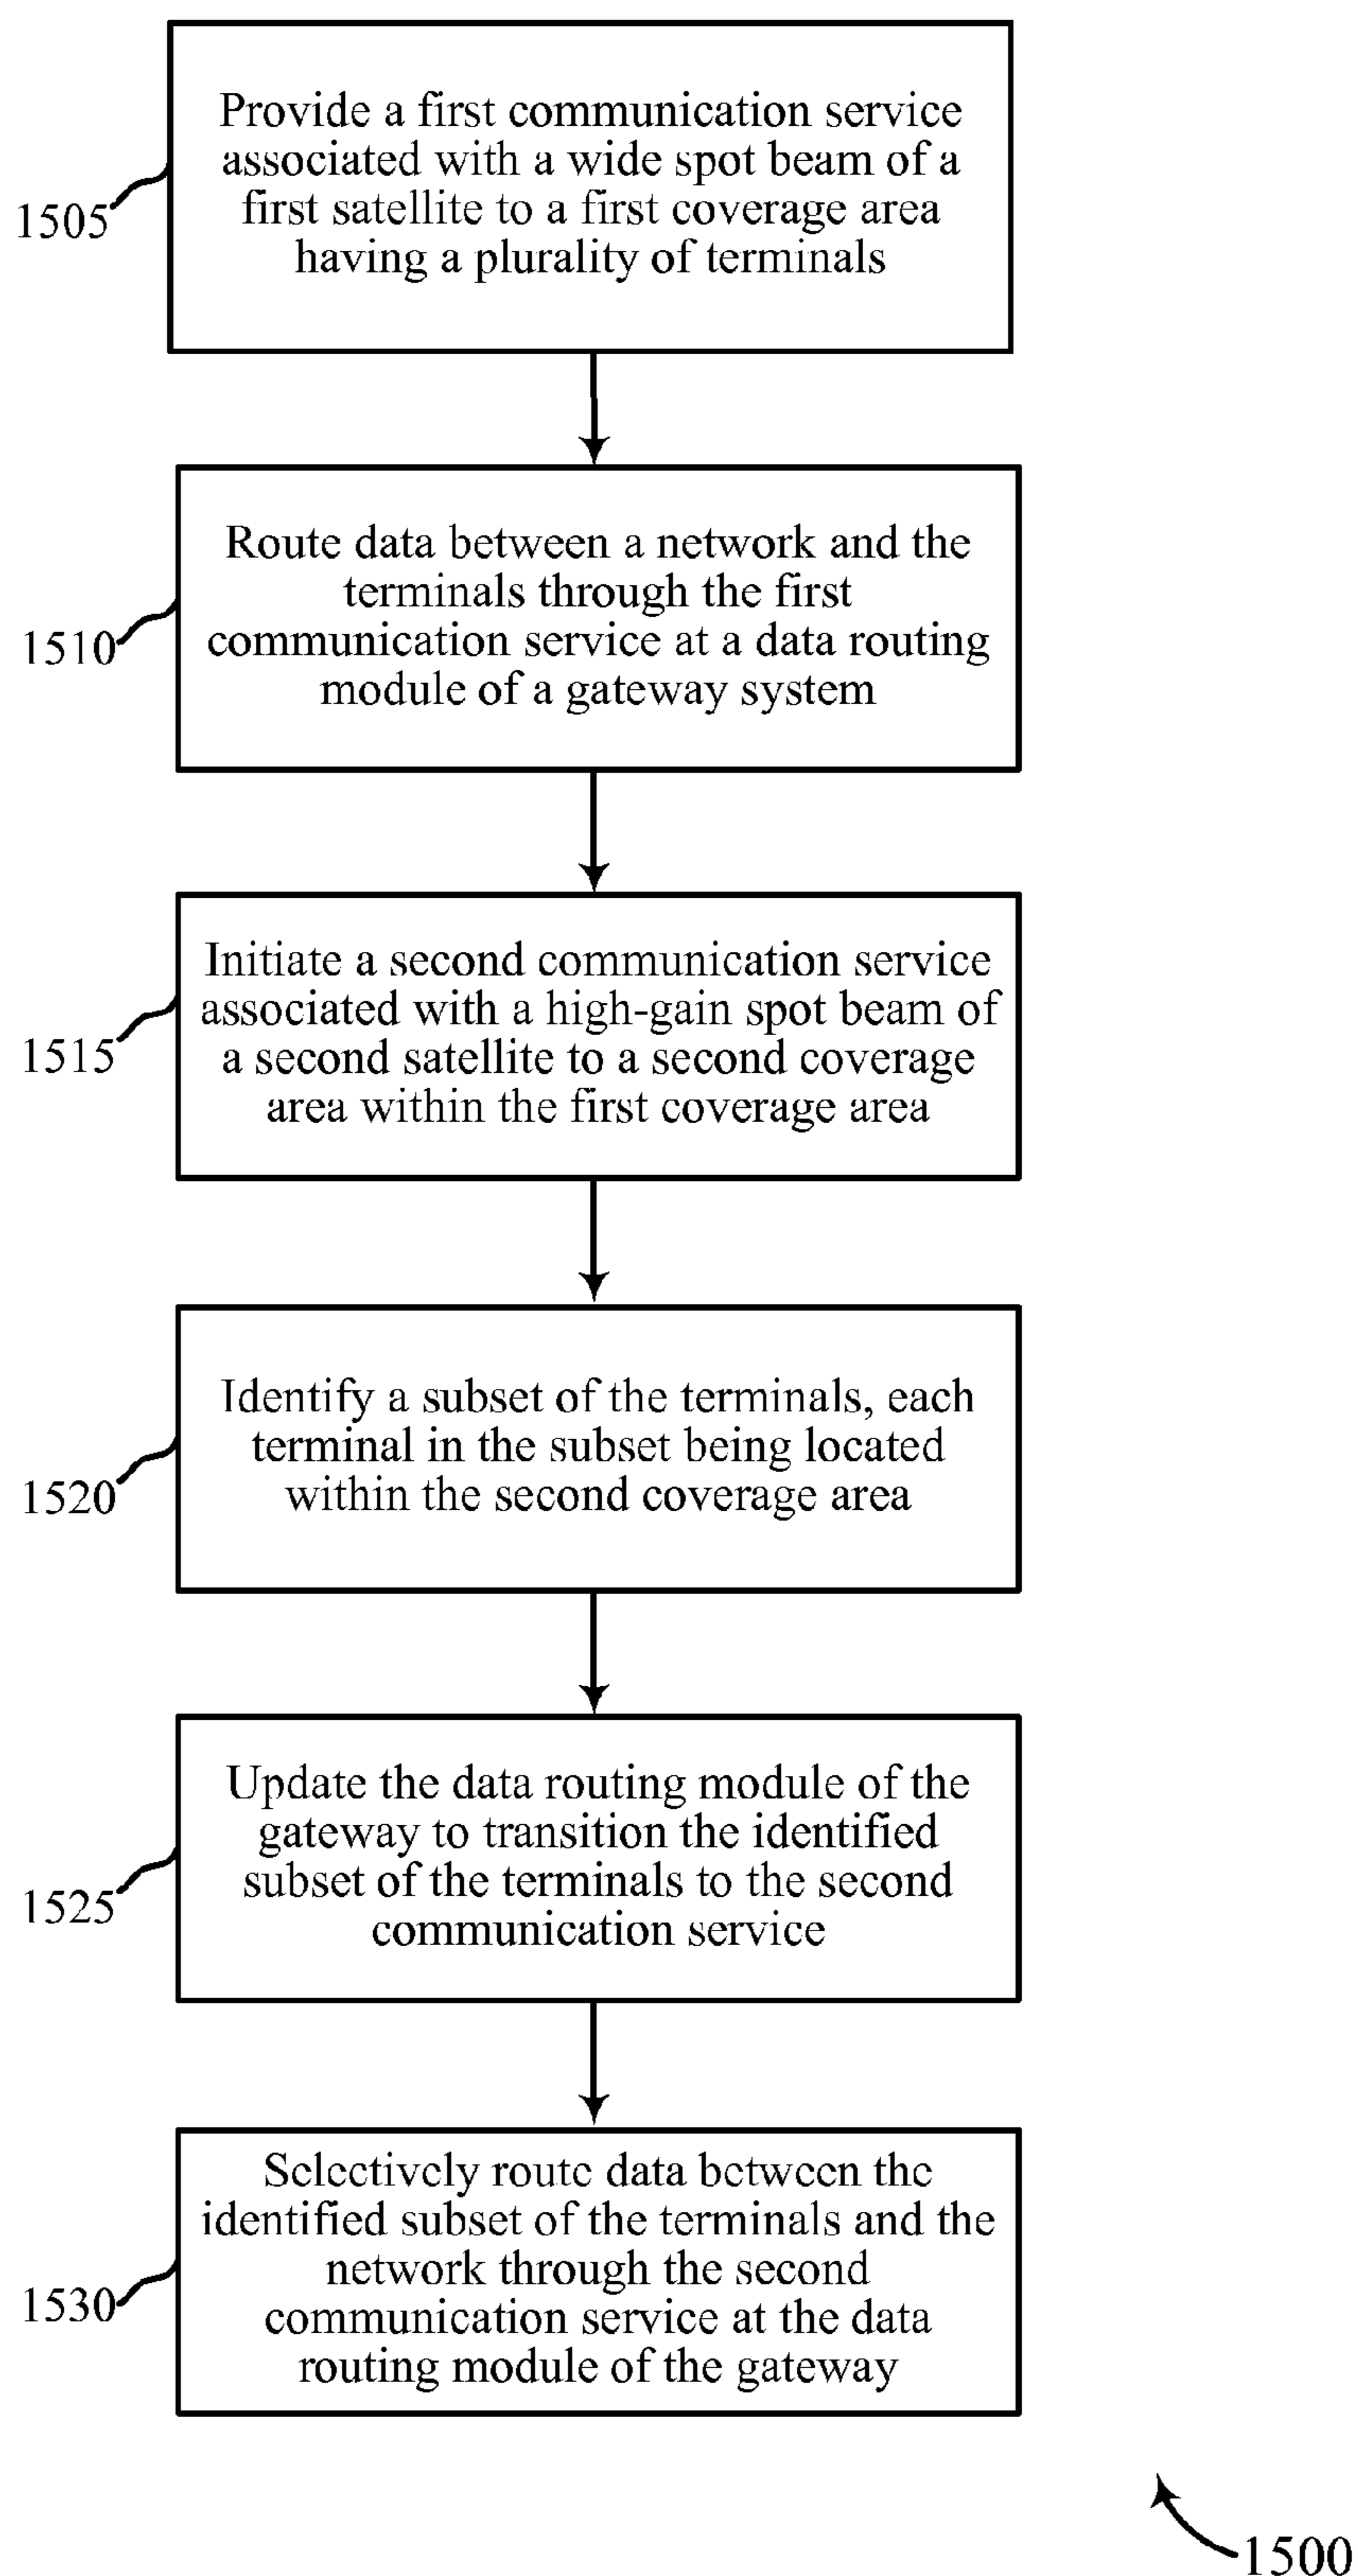 Provide a first communication service
associated with a wide spot beam of a
first satellite to a first coverage area
having a plurality of terminals
1505
Route data between a network and the
terminals through the first
communication service at a data routing
module of a gateway system
1510
Initiate a second communication service
associated with a high-gain spot beam of
a second satellite to a second coverage
area within the first coverage area
1515
Identify a subset of the terminals, each
terminal in the subset being located
within the second coverage area
1520
Update the data routing module of the
gateway to transition the identified
subset of the terminals to the second
communication service
1525
Selectively route data between the
identified subset of the terminals and the
network through the second
communication service at the data
routing module of the gateway
1530
1500